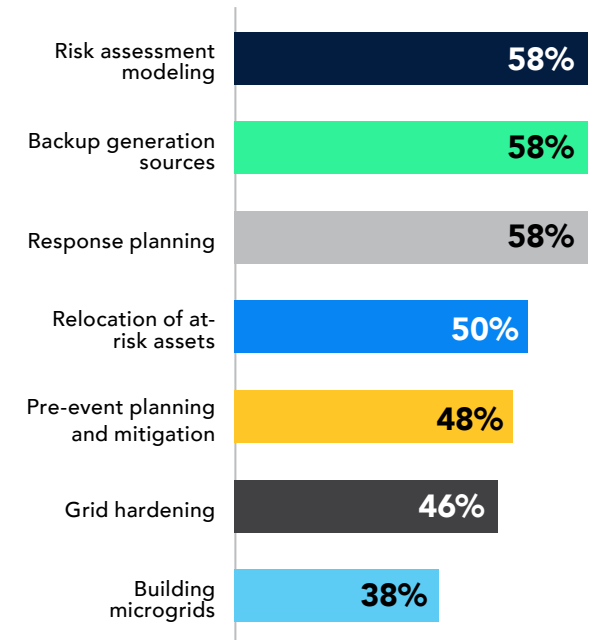 Risk assessment
modeling
58%
Backup generation
sources
58%
Response planning
58%
Relocation of at-
risk assets
50%
Pre-event planning
and mitigation
48%
Grid hardening
46%
Building
microgrids
38%